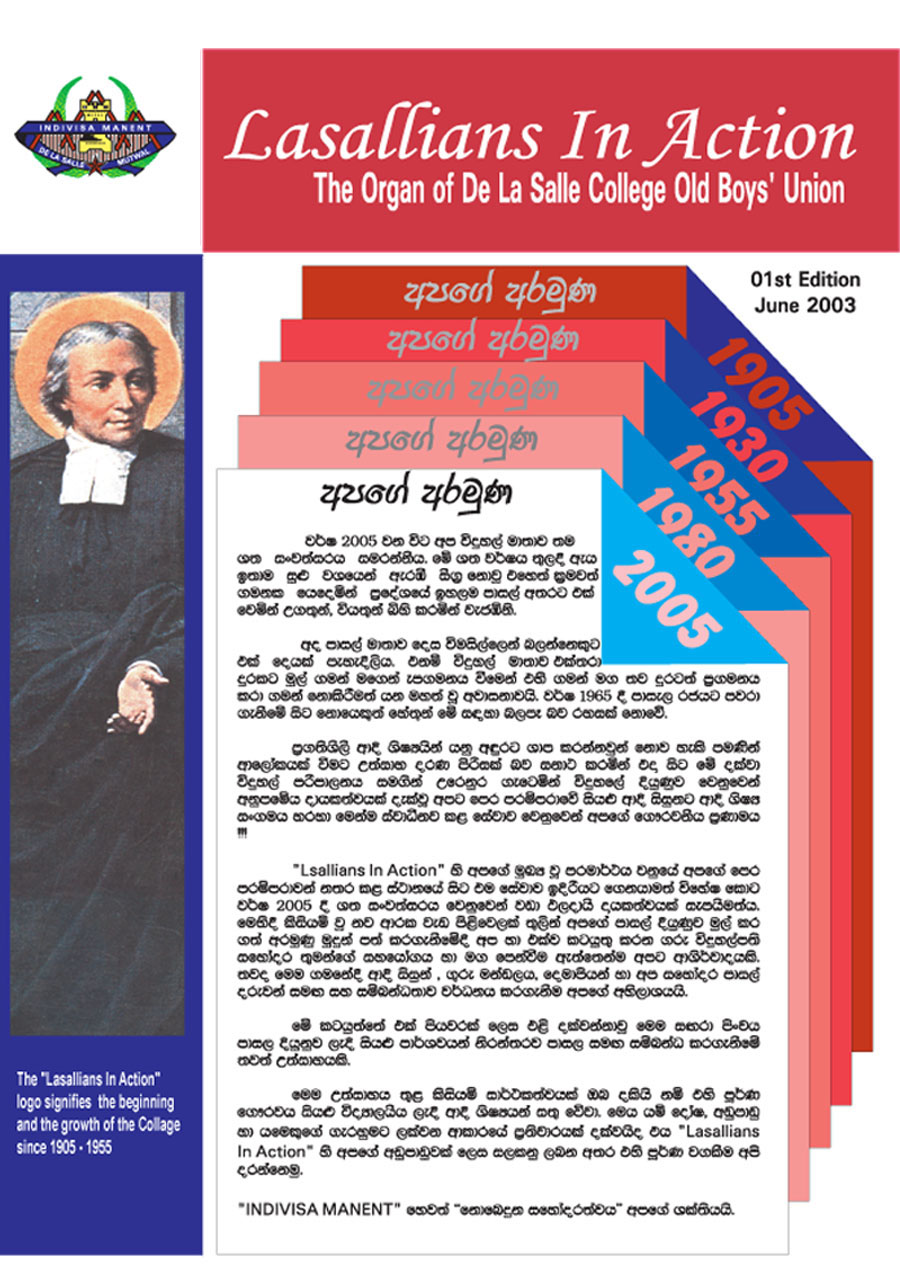 INDIVISA MANENT
DE LA SALLE MUTWAL
Lasallians In Action
The Organ of De La Salle College Old Boys' Union
01st Edition
June 2003
අපගේ අරමුණ
1905
අපගේ අරමුණ
1930
අපගේ අරමුණ
1955
අපගේ අරමුණ
1980
අපගේ අරමුණ
2005
වර්ෂ 2005 වන විට අප විදුහල් මාතාව තම
ශත සංවත්සරය සමරන්නීය. මේ ශත වර්ෂය තුලදී ඇය
ඉතාම සුළු වශයෙන් ඇරඹී සීග්‍ර නොවූ එහෙත් ක්‍රමවත්
ගමනක යෙදෙමින් ප්‍රදේශයේ ඉහලම පාසල් අතරට එක්
වෙමින් උගතුන්, වියතුන් බිහි කරමින් වැජඹිනි.
අද පාසල් මාතාව දෙස විමසිල්ලෙන් බලන්නෙකුට
එක් දෙයක් පැහැදිලිය. එනම් විදුහල් මාතාව එක්තරා
දුරකට මුල් ගමන් මගෙන් උපගමනය වීමෙන් එහි ගමන් මග තව දුරටත් ප්‍රගමනය
කරා ගමන් නොකිරීමත් යන මහත් වූ අවාසනාවයි. වර්ෂ 1965 දී පාසැල රජයට පවරා
ගැනීමේ සිට නොයෙකුත් හේතූන් මේ සඳහා බලපෑ බව රහසක් නොවේ.
ප්‍රගතිශීලී ආදි ශිෂ්‍යයින් යනු අඳුරට ශාප කරන්නවුන් නොව හැකි පමණින්
ආලෝකයක් වීමට උත්සාහ දාරණ පිරිසක් බව සනාථ කරමින් එදා සිට මේ දක්වා
විදුහල් පරිපාලනය සමගින් උරෙනුර ගැටෙමින් විදුහලේ දියුණුව වෙනුවෙන්
අනුපමේය දායකත්වයක් දැක්වූ අපට පෙර පරම්පරාවේ සියළු ආදි සිසුනට ආදි ශිෂ්‍ය
සංගමය හරහා මෙන්ම ස්වාධීනව කළ සේවාව වෙනුවෙන් අපගේ ගෞරවනීය ප්‍රණාමය
!!!
"Lsallians In Action" හි අපගේ මුඛ්‍ය වූ පරමාර්ථය වනුයේ අපගේ පෙර
පරම්පරාවන් නතර කළ ස්ථානයේ සිට එම සේවාව ඉදිරියට ගෙනයාමත් විශේෂ කොට
වර්ෂ 2005 දී ශත සංවත්සරය වෙනුවෙන් වඩා ඵලදායී දායකත්වයක් සැපයීමත්ය.
මෙහිදී කිසියම් වූ නව ආරක වැඩ පිළිවෙලක් තුලින් අපගේ පාසල් දියුණුව මුල් කර
ගත් අරමුණු මුදුන් පත් කරගැනීමේදී අප හා එක්ව කටයුතු කරන ගරු විදුහල්පති
සහෝදර තුමන්ගේ සහයෝගය හා මග පෙන්වීම ඇත්තෙන්ම අපට ආශිර්වාදයකි.
තවද මෙම ගමනේදී ආදි සිසුන් , ගුරු මන්ඩලය, දෙමාපියන් හා අප සහෝදර පාසල්
දරුවන් සමඟ සහ සම්බන්ධතාව වර්ධනය කරගැනීම අපගේ අභිලාශයයි.
මේ කටයුත්තේ එක් පියවරක් ලෙස එළි දක්වන්නාවූ මෙම සඟරා පිංචය
පාසල දියුනුව ලැදි සියළු පාර්ශවයන් නිරන්තරව පාසල සමඟ සම්බන්ධ කරගැනීමේ
තවත් උත්සාහයකි.
මෙම උත්සාහය තුළ කිසියම් සාර්ථකත්වයක් ඔබ දකියි නම් එහි පූර්ණ
ගෞරවය සියළු විද්‍යාලයීය ලැදි ආදි ශිෂ්‍යයන් සතු වේවා. මෙය යම් දෝෂ, අඩුපාඩු
හා යමෙකුගේ ගැරහුමට ලක්වන ආකාරයේ ප්‍රතිචාරයක් දක්වයිද එය "Lasallians
In Action" හි අපගේ අඩුපාඩුවක් ලෙස සලකනු ලබන අතර එහි පූර්ණ වගකීම අපි
දරන්නෙමු.
"INDIVISA MANENT" හෙවත් "නොබෙදුන සහෝදරත්වය" අපගේ ශක්තියයි.
The "Lasallians In Action"
logo signifies the beginning
and the growth of the Collage
since 1905 - 1955